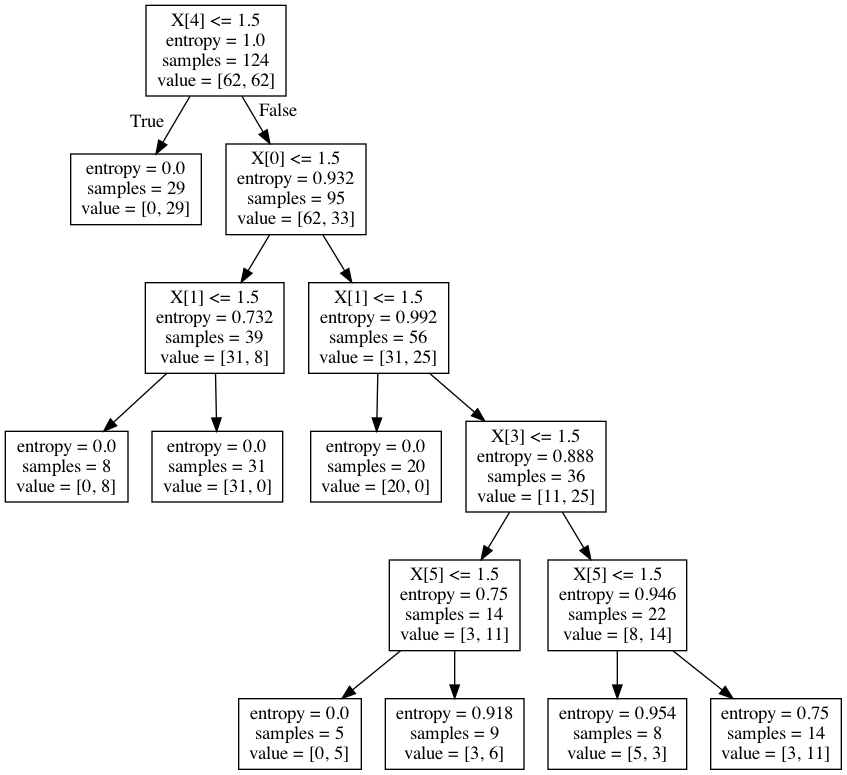 X[4] <= 1.5
entropy = 1.0
samples = 124
value = [62, 62]
True
False
entropy = 0.0
samples = 29
value = [0, 29]
X[0] <= 1.5
entropy = 0.932
samples = 95
value = [62, 33]
X[1] <= 1.5
entropy = 0.732
samples = 39
value = [31, 8]
X[1] <= 1.5
entropy = 0.992
samples = 56
value = [31, 25]
entropy = 0.0
samples = 8
value = [0, 8]
entropy = 0.0
samples = 31
value = [31, 0]
entropy = 0.0
samples = 20
value = [20, 0]
X[3] <= 1.5
entropy = 0.888
samples = 36
value = [11, 25]
X[5] <= 1.5
entropy = 0.75
samples = 14
value = [3, 11]
X[5] <= 1.5
entropy = 0.946
samples = 22
value = [8, 14]
entropy = 0.0
samples = 5
value = [0, 5]
entropy = 0.918
samples = 9
value = [3, 6]
entropy = 0.954
samples = 8
value = [5, 3]
entropy = 0.75
samples = 14
value = [3, 11]